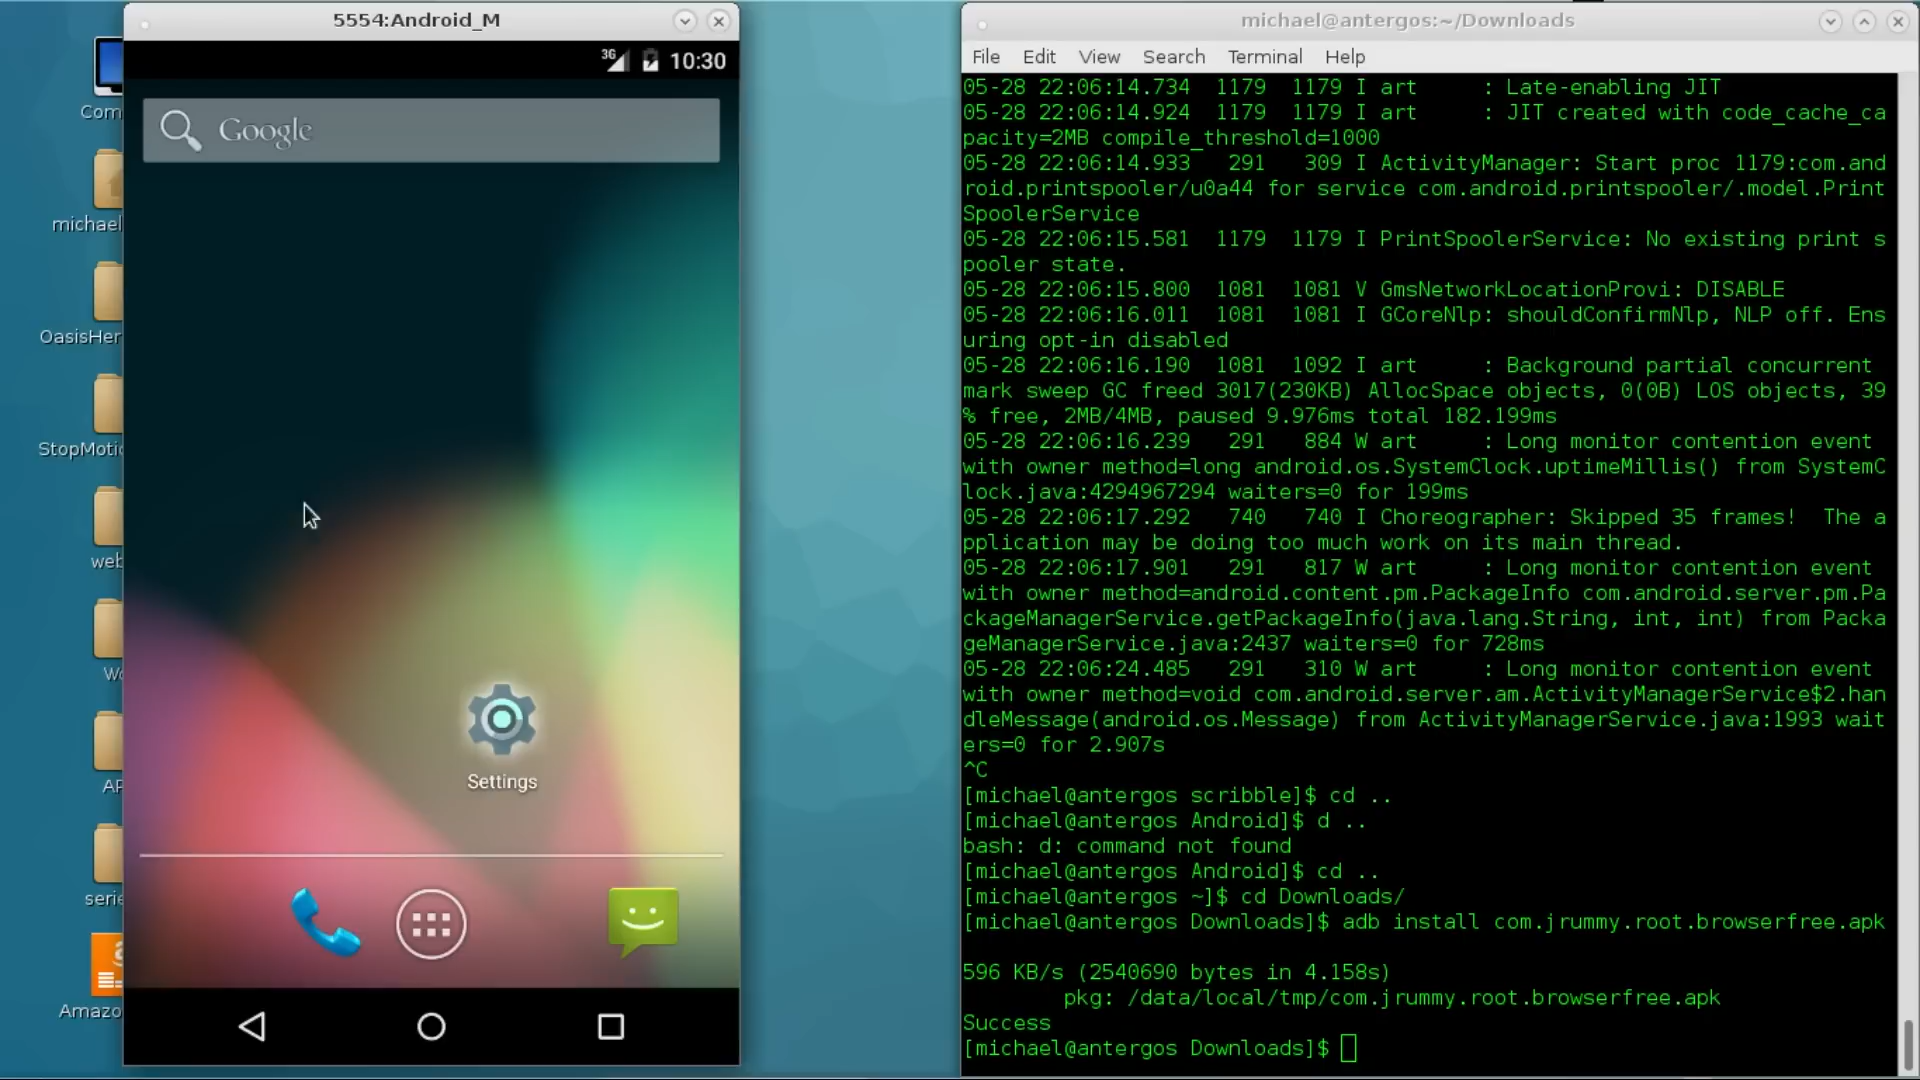 5554:Android_M
3G 10:30
Google
Settings
Com
michael
OasisHer
StopMotio
web
Wo
AP
serie
Amazo
michael@antergos:~/Downloads
File Edit View Search Terminal Help
05-28 22:06:14.734  1179  1179 I art     : Late-enabling JIT
05-28 22:06:14.924  1179  1179 I art     : JIT created with code_cache_ca
pacity=2MB compile_threshold=1000
05-28 22:06:14.933   291   309 I ActivityManager: Start proc 1179:com.and
roid.printspooler/u0a44 for service com.android.printspooler/.model.Print
SpoolerService
05-28 22:06:15.581  1179  1179 I PrintSpoolerService: No existing print s
pooler state.
05-28 22:06:15.800  1081  1081 V GmsNetworkLocationProvi: DISABLE
05-28 22:06:16.011  1081  1081 I GCoreNlp: shouldConfirmNlp, NLP off. Ens
uring opt-in disabled
05-28 22:06:16.190  1081  1092 I art     : Background partial concurrent
mark sweep GC freed 3017(230KB) AllocSpace objects, 0(0B) LOS objects, 39
% free, 2MB/4MB, paused 9.976ms total 182.199ms
05-28 22:06:16.239   291   884 W art     : Long monitor contention event
with owner method=long android.os.SystemClock.uptimeMillis() from SystemC
lock.java:4294967294 waiters=0 for 199ms
05-28 22:06:17.292   740   740 I Choreographer: Skipped 35 frames!  The a
pplication may be doing too much work on its main thread.
05-28 22:06:17.901   291   817 W art     : Long monitor contention event
with owner method=android.content.pm.PackageInfo com.android.server.pm.Pa
ckageManagerService.getPackageInfo(java.lang.String, int, int) from Packa
geManagerService.java:2437 waiters=0 for 728ms
05-28 22:06:24.485   291   310 W art     : Long monitor contention event
with owner method=void com.android.server.am.ActivityManagerService$2.han
dleMessage(android.os.Message) from ActivityManagerService.java:1993 wait
ers=0 for 2.907s
^C
[michael@antergos scribble]$ cd ..
[michael@antergos Android]$ d ..
bash: d: command not found
[michael@antergos Android]$ cd ..
[michael@antergos ~]$ cd Downloads/
[michael@antergos Downloads]$ adb install com.jrummy.root.browserfree.apk
596 KB/s (2540690 bytes in 4.158s)
pkg: /data/local/tmp/com.jrummy.root.browserfree.apk
Success
[michael@antergos Downloads]$